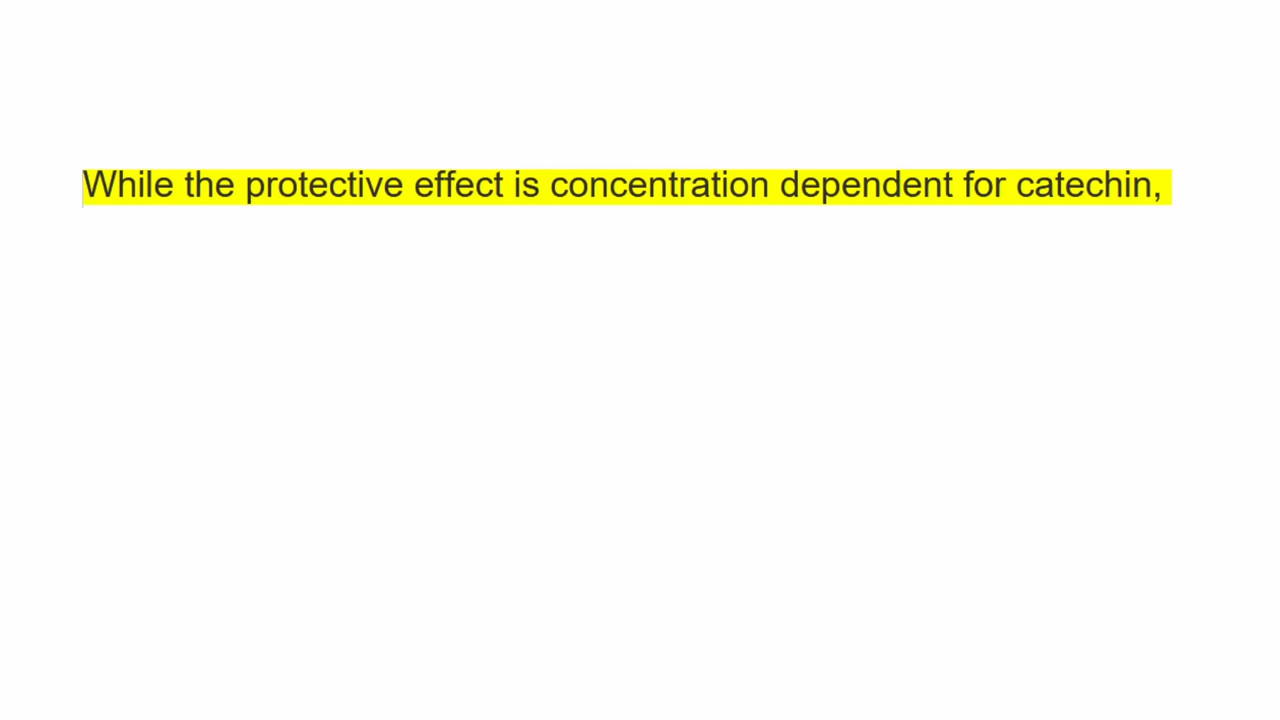 While the protective effect is concentration dependent for catechin,